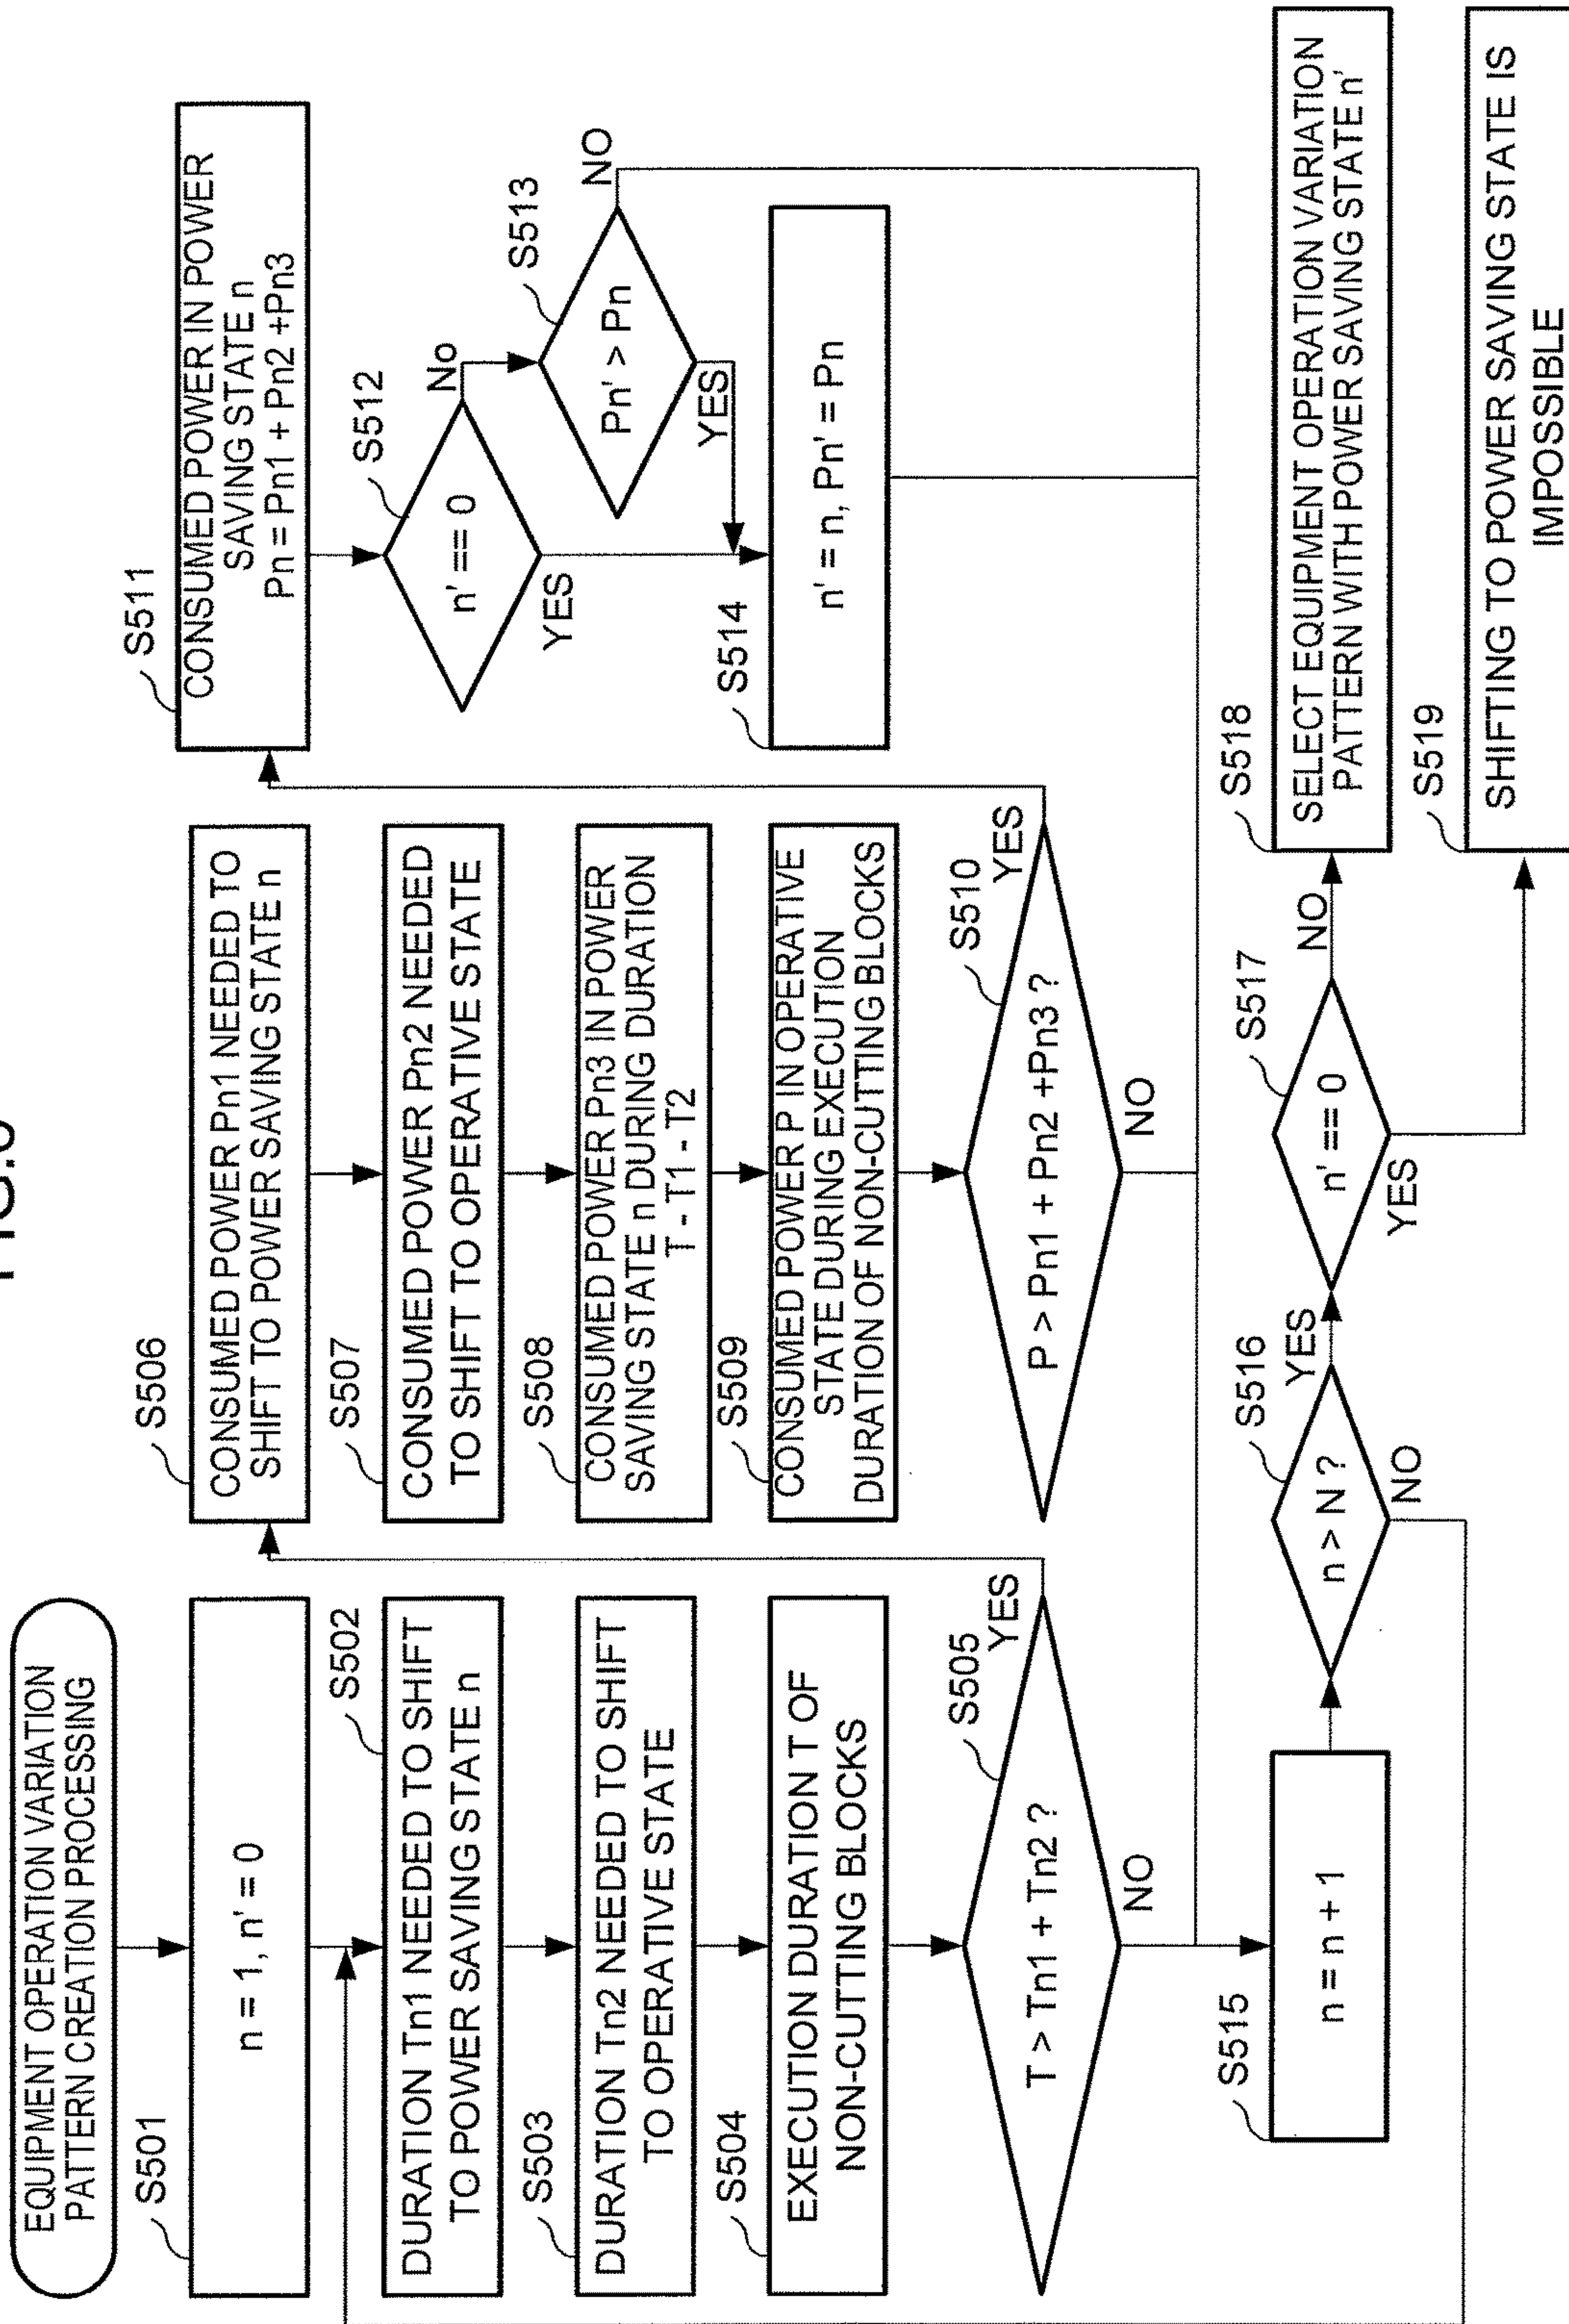 EQUIPMENT OPERATION VARIATION
PATTERN CREATION PROCESSING
S501
n = 1, n' = 0
S502
DURATION Tn1 NEEDED TO SHIFT
TO POWER SAVING STATE n
S503
DURATION Tn2 NEEDED TO SHIFT
TO OPERATIVE STATE
S504
EXECUTION DURATION T OF
NON-CUTTING BLOCKS
S505
T > Tn1 + Tn2 ?
YES
NO
S506
CONSUMED POWER Pn1 NEEDED TO
SHIFT TO POWER SAVING STATE n
S507
CONSUMED POWER Pn2 NEEDED
TO SHIFT TO OPERATIVE STATE
S508
CONSUMED POWER Pn3 IN POWER
SAVING STATE n DURING DURATION
T - T1 - T2
S509
CONSUMED POWER P IN OPERATIVE
STATE DURING EXECUTION
DURATION OF NON-CUTTING BLOCKS
S510
P > Pn1 + Pn2 +Pn3 ?
YES
NO
S511
CONSUMED POWER IN POWER
SAVING STATE n
Pn = Pn1 + Pn2 +Pn3
S512
n' == 0
No
YES
S513
Pn' > Pn
NO
YES
S514
n' = n, Pn' = Pn
S515
n = n + 1
S516
n > N ?
YES
NO
S517
n' == 0
NO
YES
S518
SELECT EQUIPMENT OPERATION VARIATION
PATTERN WITH POWER SAVING STATE n'
S519
SHIFTING TO POWER SAVING STATE IS
IMPOSSIBLE